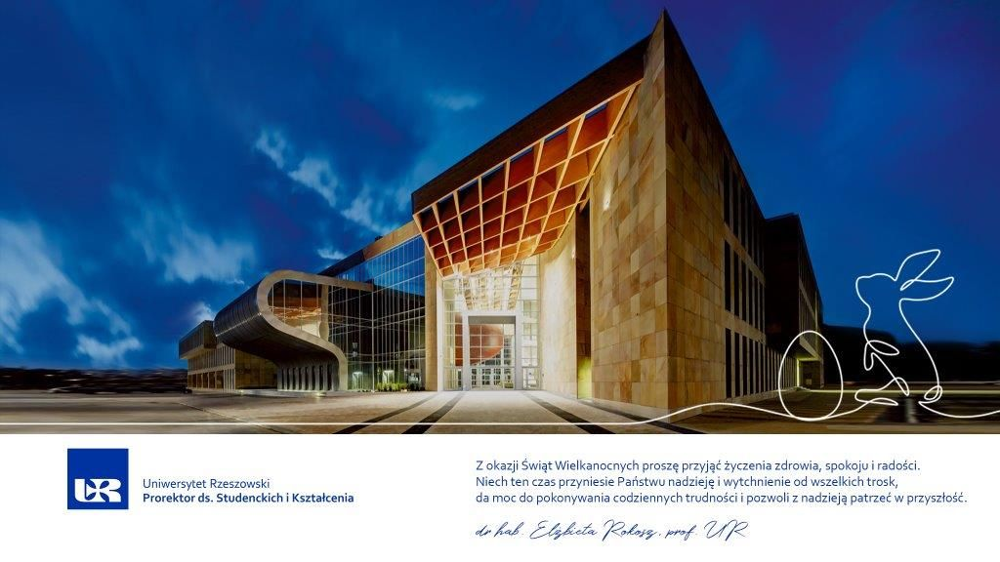 UR
Uniwersytet Rzeszowski
Prorektor ds. Studenckich i Kształcenia
Z okazji Świąt Wielkanocnych proszę przyjąć życzenia zdrowia, spokoju i radości.
Niech ten czas przyniesie Państwu nadzieję i wytchnienie od wszelkich trosk,
da moc do pokonywania codziennych trudności i pozwoli z nadzieją patrzeć w przyszłość.
dr hab. Elżbieta Rokosz, prof. UR